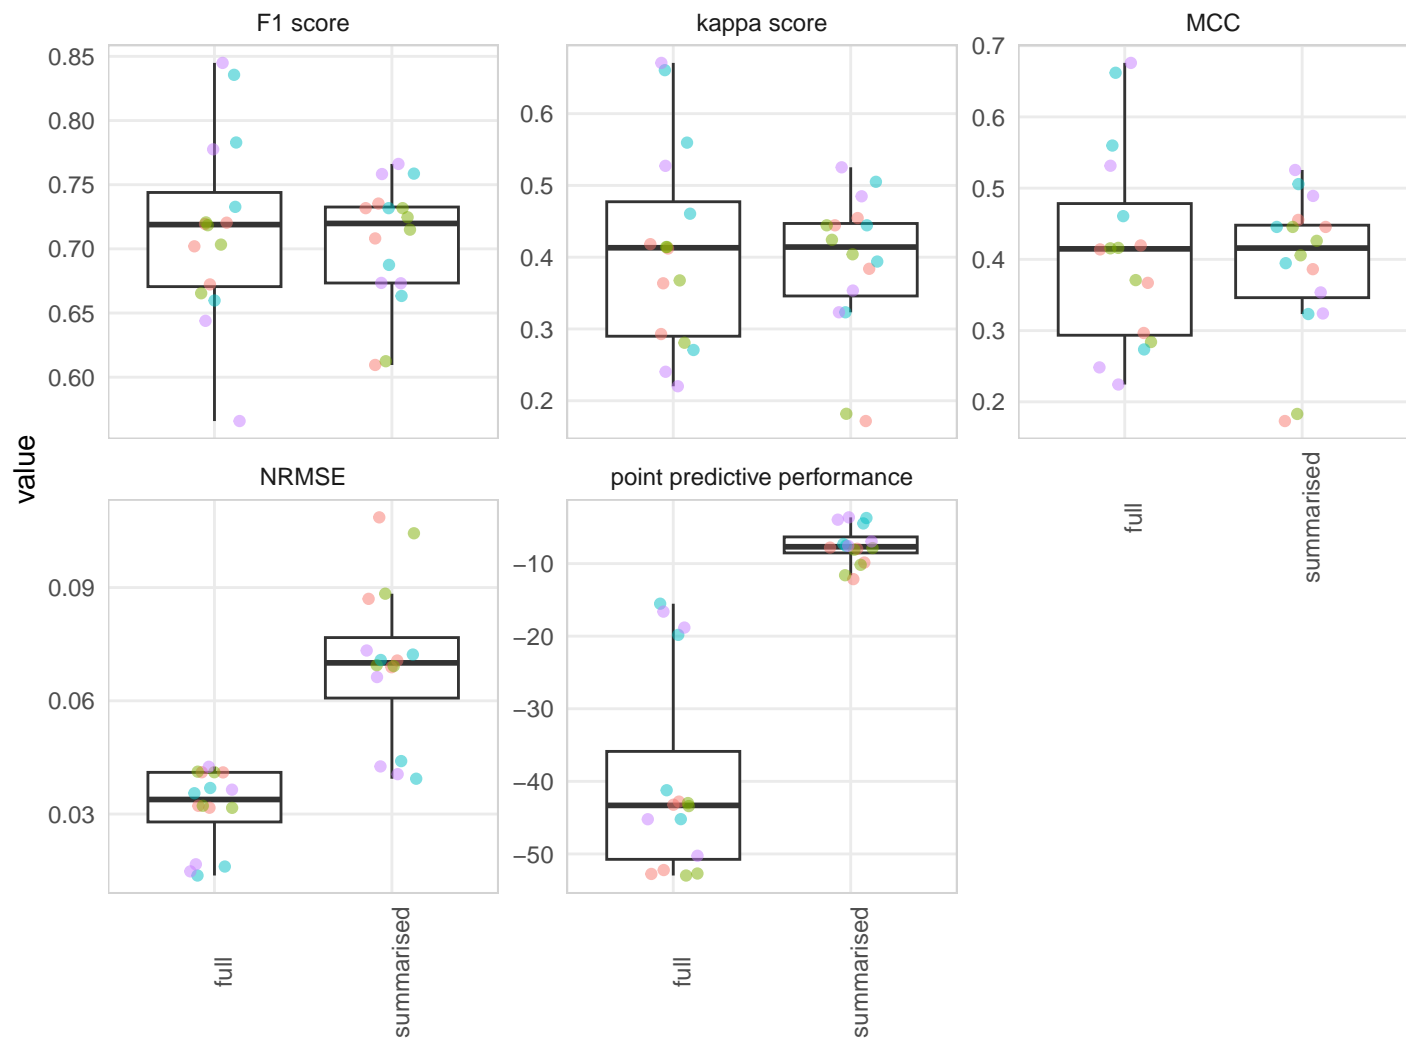 F1 score
kappa score
MCC
0.85
0.80
0.75
0.70
0.65
0.60
0.6
0.5
0.4
0.3
0.2
0.7
0.6
0.5
0.4
0.3
0.2
full
summarised
value
NRMSE
point predictive performance
0.09
0.06
0.03
−10
−20
−30
−40
−50
full
summarised
full
summarised